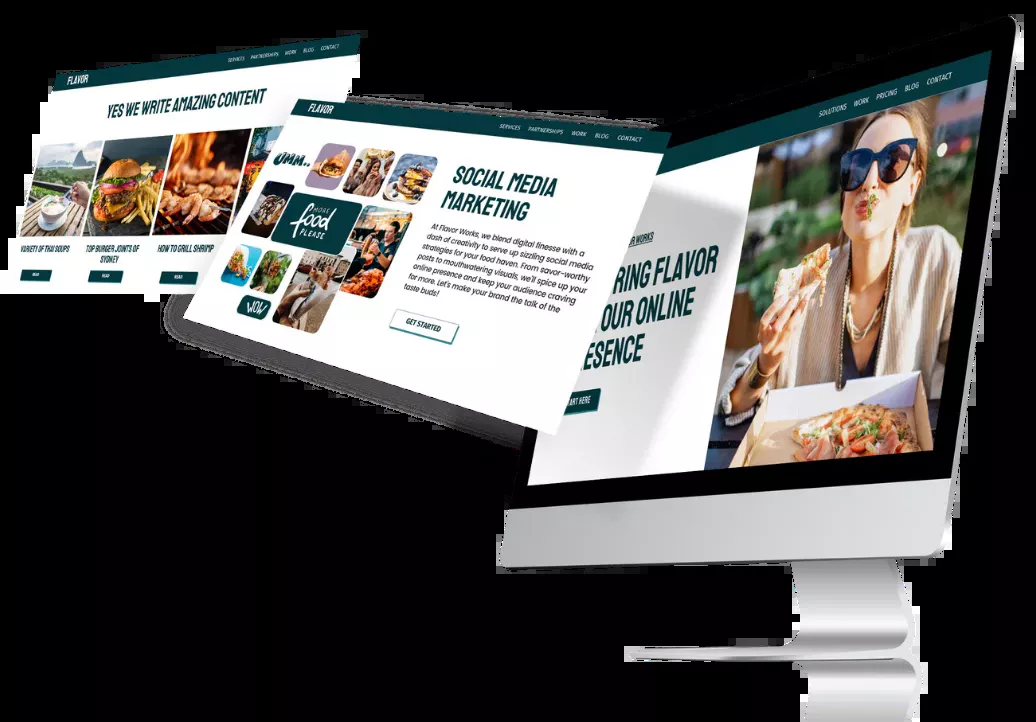 FLAVOR
SERVICES PARTNERSHIPS WORK BLOG CONTACT
YES WE WRITE AMAZING CONTENT
VARIETY OF THAI SOUPS
READ
TOP BURGER JOINTS OF
SYDNEY
READ
HOW TO GRILL SHRIMP
READ
FLAVOR
SERVICES PARTNERSHIPS WORK BLOG CONTACT
UMM..
MORE
food
PLEASE
WOW
SOCIAL MEDIA
MARKETING
At Flavor Works, we blend digital finesse with a
dash of creativity to serve up sizzling social media
strategies for your food haven. From savor-worthy
posts to mouthwatering visuals, we'll spice up your
online presence and keep your audience craving
for more. Let's make your brand the talk of the
taste buds!
GET STARTED
SOLUTIONS WORK PRICING BLOG CONTACT
OR WORKS
RING FLAVOR
OUR ONLINE
ESENCE
ART HERE